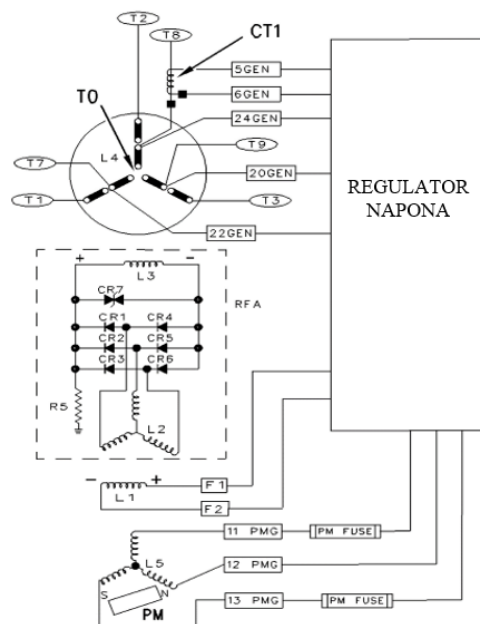 T2
T8
CT1
5GEN
6GEN
T0
24GEN
L4
T7
T9
20GEN
T1
T3
REGULATOR
NAPONA
22GEN
+ -
L3
CR7
RFA
CR1 CR4
CR2 CR5
CR3 CR6
R5
L2
- +
L1
F1
F2
11 PMG PM FUSE
L5
12 PMG
S N
PM
13 PMG PM FUSE